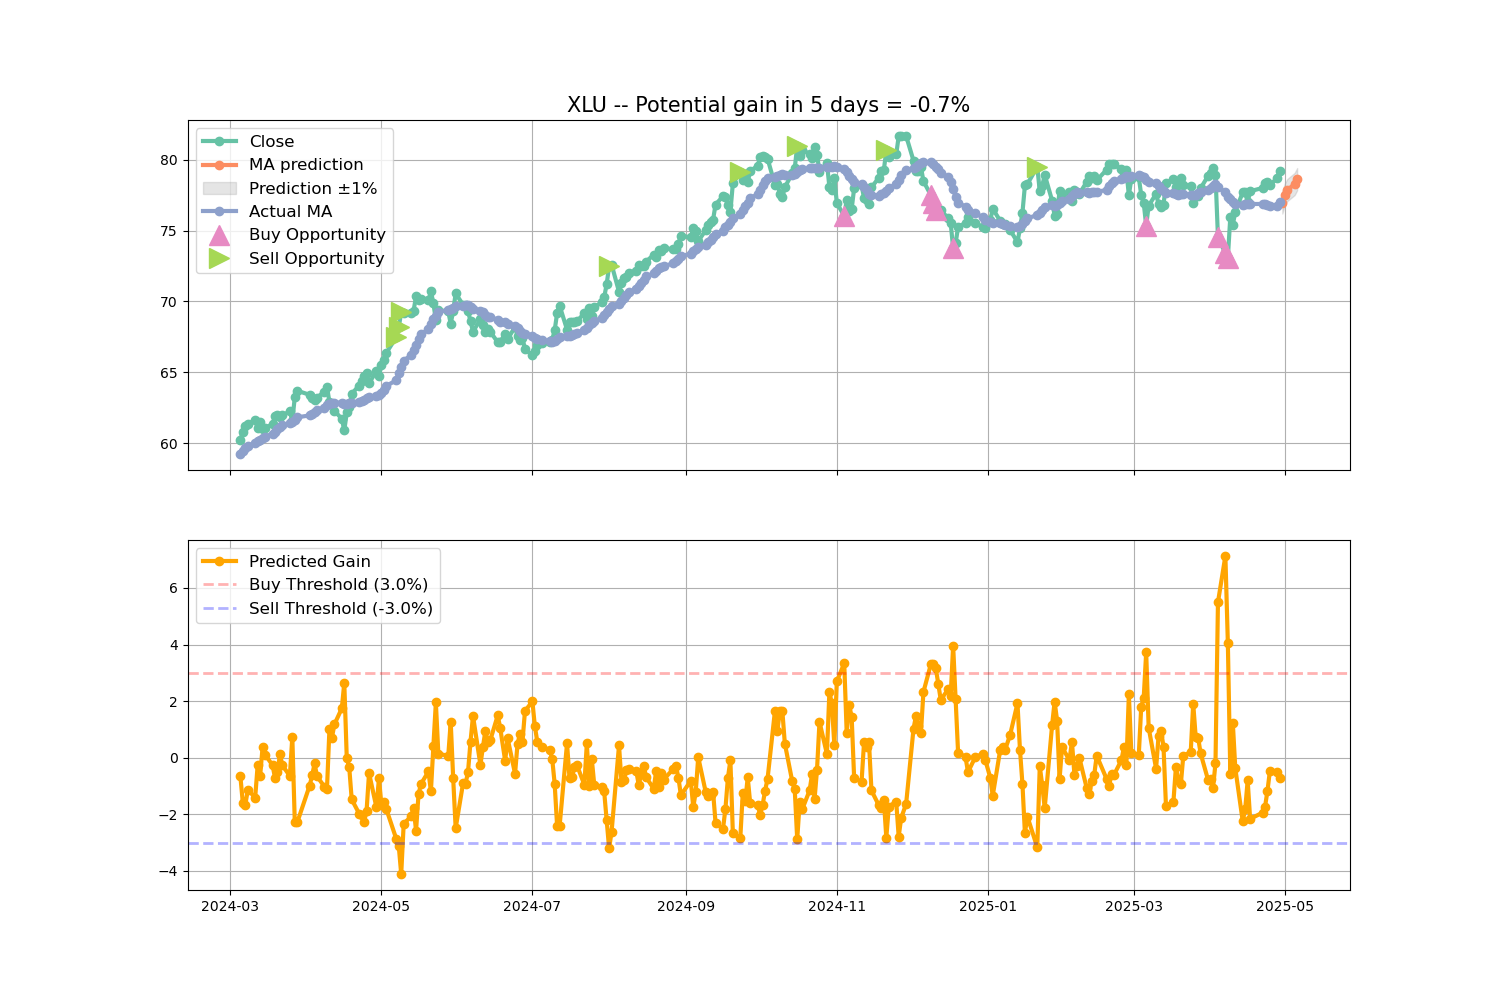 XLU -- Potential gain in 5 days = -0.7%
Close
MA prediction
Prediction ±1%
Actual MA
Buy Opportunity
Sell Opportunity
80
75
70
65
60
Predicted Gain
Buy Threshold (3.0%)
Sell Threshold (-3.0%)
6
4
2
0
−2
−4
2024-03 2024-05 2024-07 2024-09 2024-11 2025-01 2025-03 2025-05